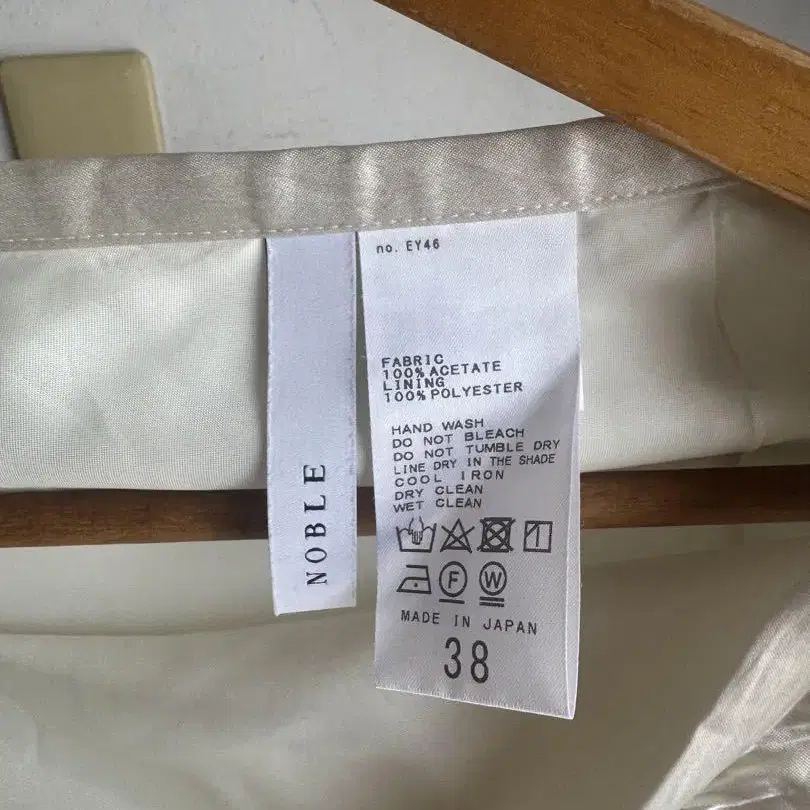 NOBLE
no. EY46
FABRIC
100% ACETATE
LINING
100% POLYESTER
HAND WASH
DO NOT BLEACH
DO NOT TUMBLE DRY
LINE DRY IN THE SHADE
COOL IRON
DRY CLEAN
WET CLEAN
F W
MADE IN JAPAN
38